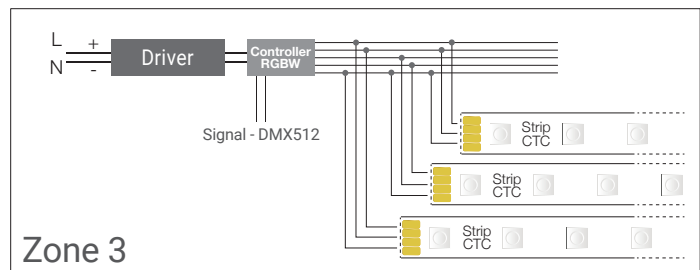 L
+
N
-
Driver
Controller
RGBW
Signal - DMX512
Strip
CTC
Strip
CTC
Strip
CTC
Zone 3